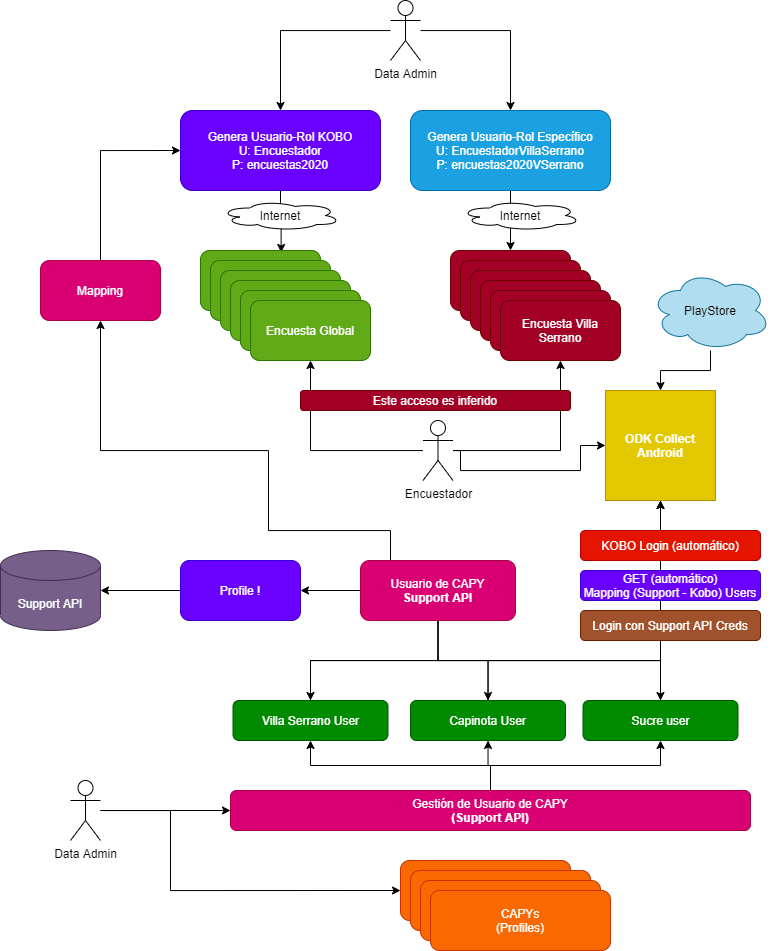 Data Admin
Genera Usuario-Rol KOBO
U: Encuestador
P: encuestas2020
Genera Usuario-Rol Específico
U: EncuestadorVillaSerrano
P: encuestas2020VSerrano
Internet
Internet
Mapping
Encuesta Global
Encuesta Villa
Serrano
PlayStore
Este acceso es inferido
ODK Collect
Android
Encuestador
KOBO Login (automático)
GET (automático)
Mapping (Support - Kobo) Users
Login con Support API Creds
Support API
Profile !
Usuario de CAPY
Support API
Villa Serrano User
Capinota User
Sucre user
Gestión de Usuario de CAPY
(Support API)
Data Admin
CAPYs
(Profiles)